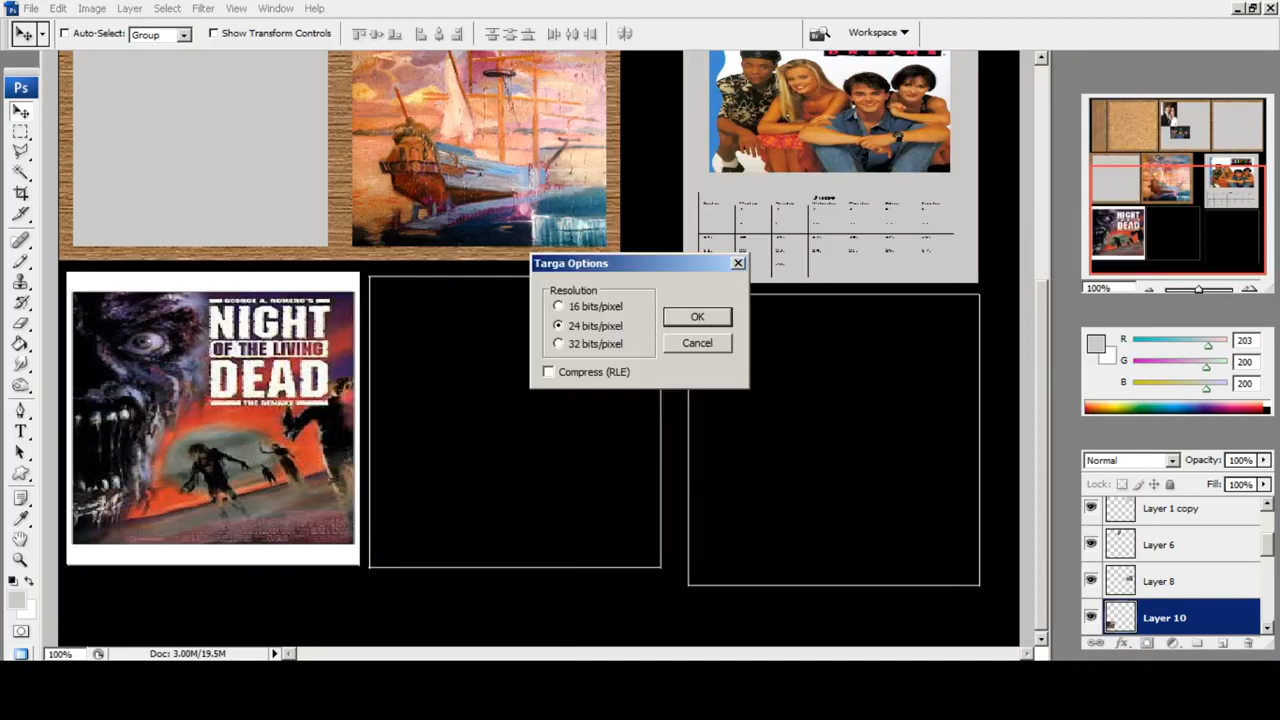 File Edit Image Layer Select Filter View Window Help
Auto-Select: Group Show Transform Controls Workspace
DREAMS
June
Ps
Targa Options
Resolution
16 bits/pixel
24 bits/pixel
32 bits/pixel
OK
Cancel
Compress (RLE)
GEORGE A. ROMERO'S
NIGHT
OF THE LIVING
DEAD
THE REMAKE
100%
R 203
G 200
B 200
Normal Opacity: 100%
Lock: Fill: 100%
Layer 1 copy
Layer 6
Layer 8
Layer 10
100% Doc: 3.00M/19.5M